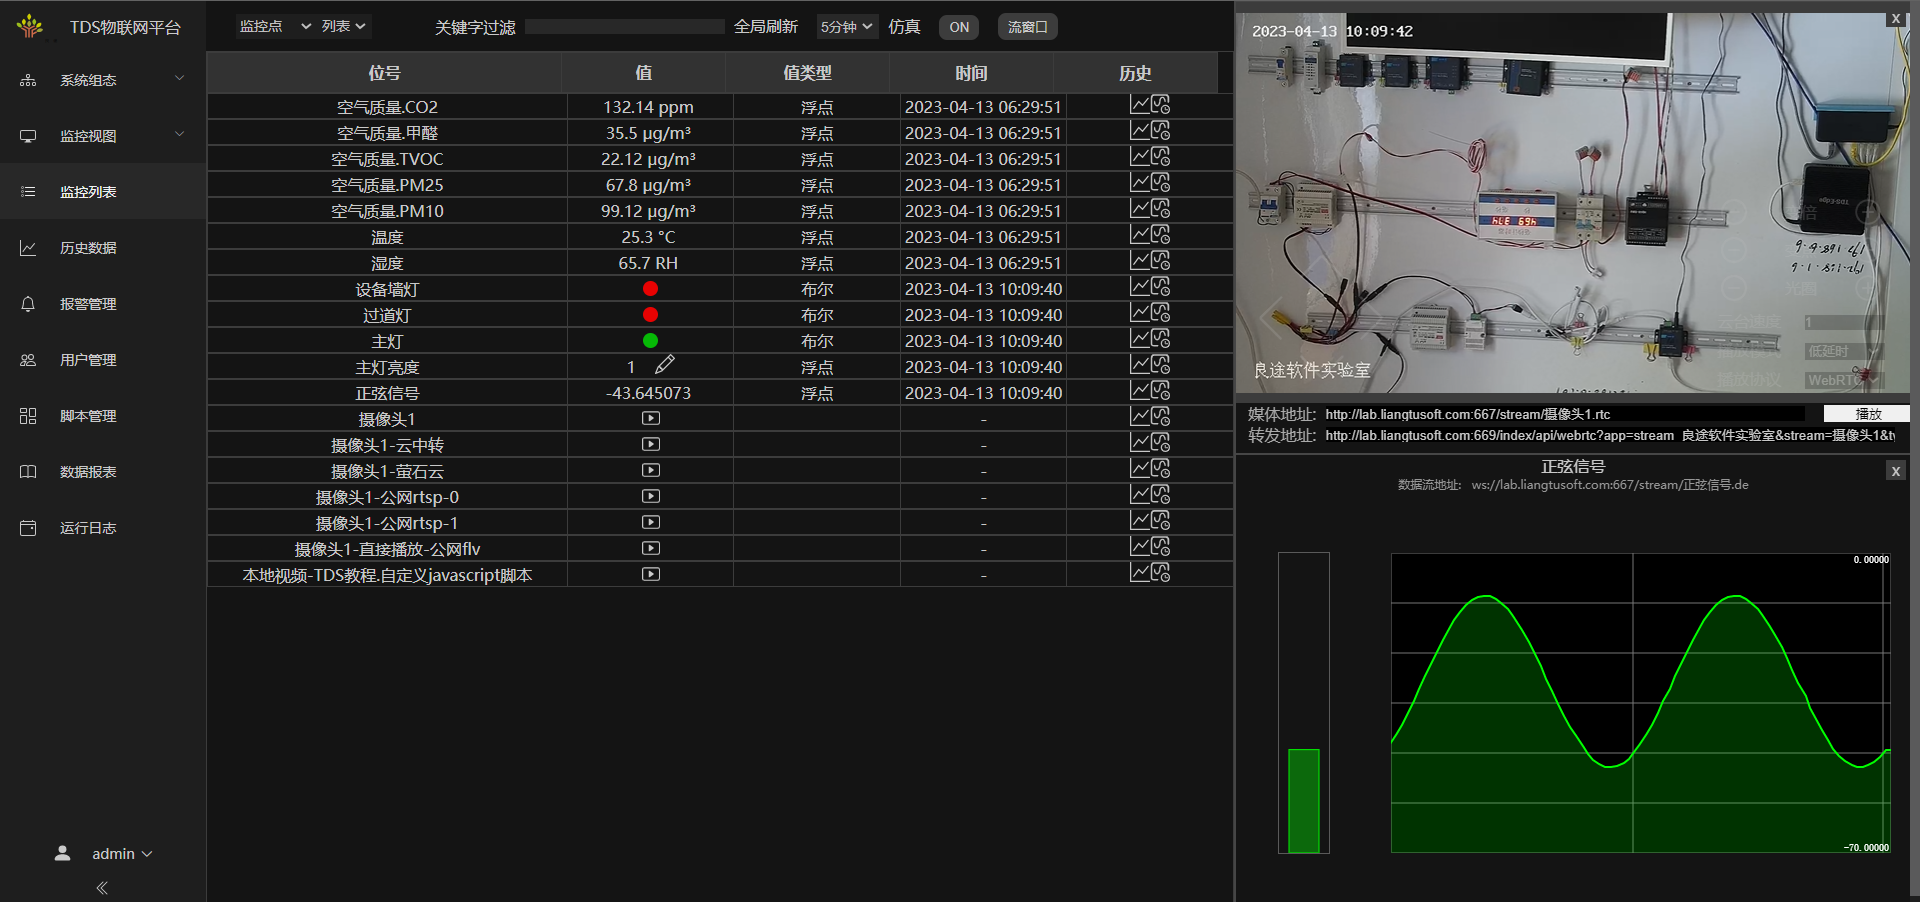 TDS物联网平台
系统组态
监控视图
监控列表
历史数据
报警管理
用户管理
脚本管理
数据报表
运行日志
admin
监控点 列表 关键字过滤 全局刷新 5分钟 仿真 ON 流窗口
位号 值 值类型 时间 历史
空气质量.CO2 132.14 ppm 浮点 2023-04-13 06:29:51
空气质量.甲醛 35.5 μg/m³ 浮点 2023-04-13 06:29:51
空气质量.TVOC 22.12 μg/m³ 浮点 2023-04-13 06:29:51
空气质量.PM25 67.8 μg/m³ 浮点 2023-04-13 06:29:51
空气质量.PM10 99.12 μg/m³ 浮点 2023-04-13 06:29:51
温度 25.3 °C 浮点 2023-04-13 06:29:51
湿度 65.7 RH 浮点 2023-04-13 06:29:51
设备墙灯 布尔 2023-04-13 10:09:40
过道灯 布尔 2023-04-13 10:09:40
主灯 布尔 2023-04-13 10:09:40
主灯亮度 1 浮点 2023-04-13 10:09:40
正弦信号 -43.645073 浮点 2023-04-13 10:09:40
摄像头1 -
摄像头1-云中转 -
摄像头1-萤石云 -
摄像头1-公网rtsp-0 -
摄像头1-公网rtsp-1 -
摄像头1-直接播放-公网flv -
本地视频-TDS教程.自定义javascript脚本 -
X
2023-04-13 10:09:42
云台速度 1
低延时
播放协议 WebRTC
良途软件实验室
媒体地址: http://lab.liangtusoft.com:667/stream/摄像头1.rtc 播放
转发地址: http://lab.liangtusoft.com:669/index/api/webrtc?app=stream_良途软件实验室&stream=摄像头1&ty
正弦信号 X
数据流地址: ws://lab.liangtusoft.com:667/stream/正弦信号.de
0.00000
-70.00000